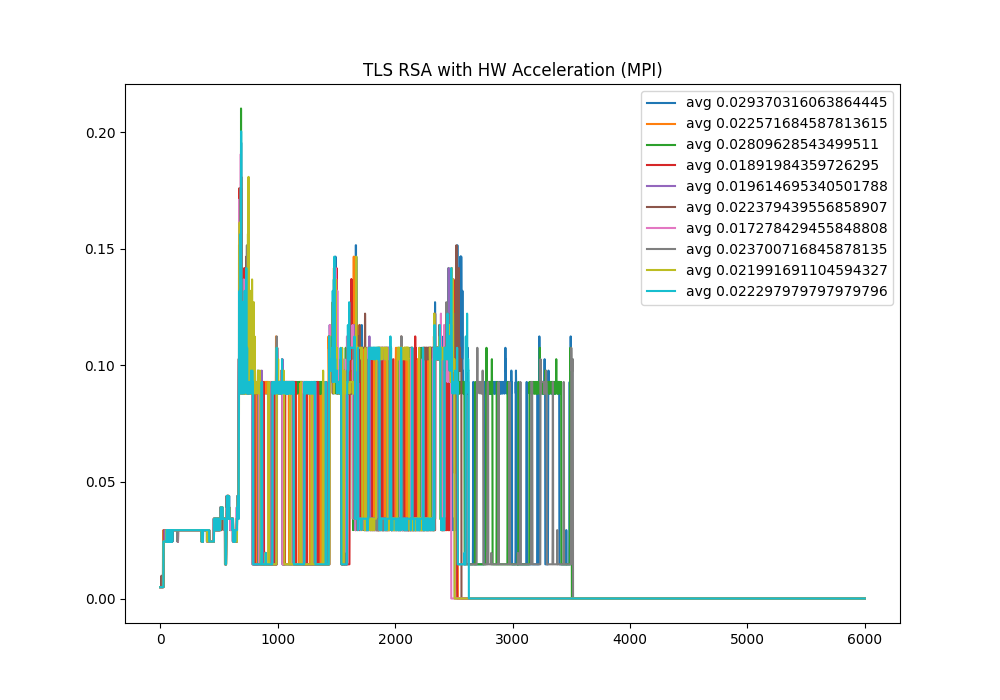 TLS RSA with HW Acceleration (MPI)
avg 0.029370316063864445
avg 0.022571684587813615
avg 0.02809628543499511
avg 0.01891984359726295
avg 0.019614695340501788
avg 0.022379439556858907
avg 0.017278429455848808
avg 0.023700716845878135
avg 0.021991691104594327
avg 0.022297979797979796
0.20
0.15
0.10
0.05
0.00
0 1000 2000 3000 4000 5000 6000